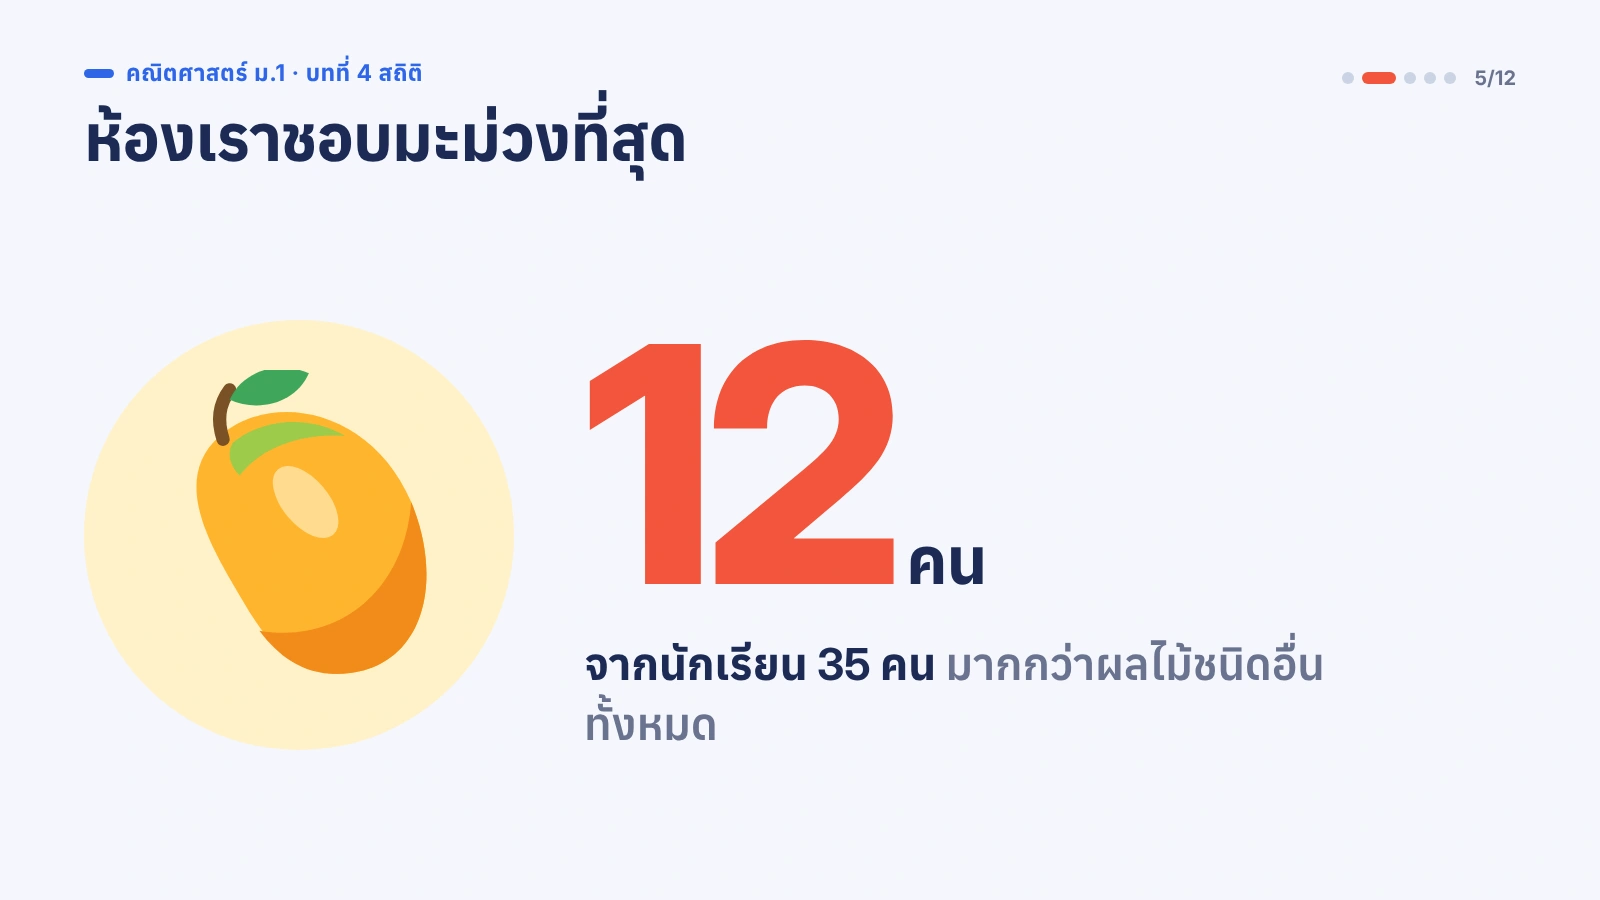 คณิตศาสตร์ ม.1 · บทที่ 4 สถิติ
5/12
ห้องเราชอบมะม่วงที่สุด
12 คน
จากนักเรียน 35 คน มากกว่าผลไม้ชนิดอื่น
ทั้งหมด